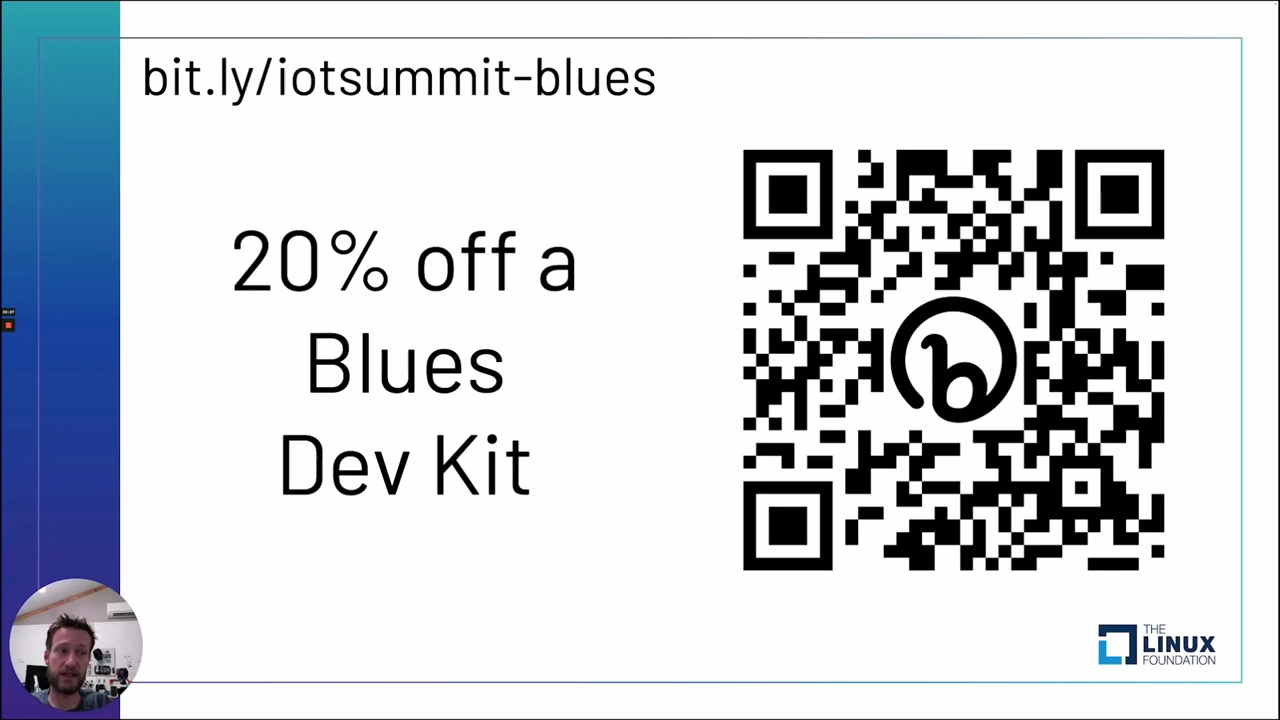 bit.ly/iotsummit-blues
20% off a
Blues
Dev Kit
THE
LINUX
FOUNDATION